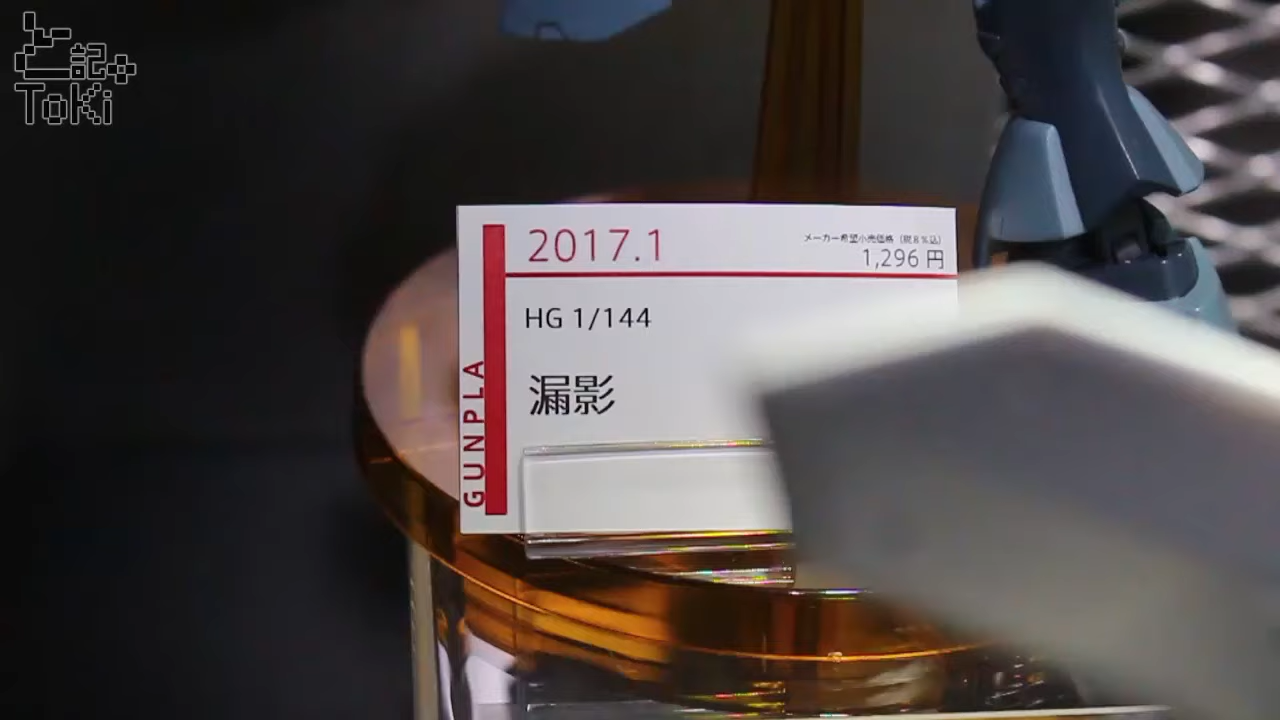 と記+
ToKi
2017.1
メーカー希望小売価格(税8%込)
1,296 円
HG 1/144
漏影
GUNPLA